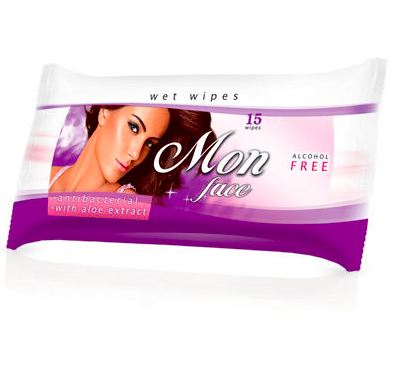 wet wipes
15
wipes
Mon
face
ALCOHOL
FREE
•antibacterial
•with aloe extract